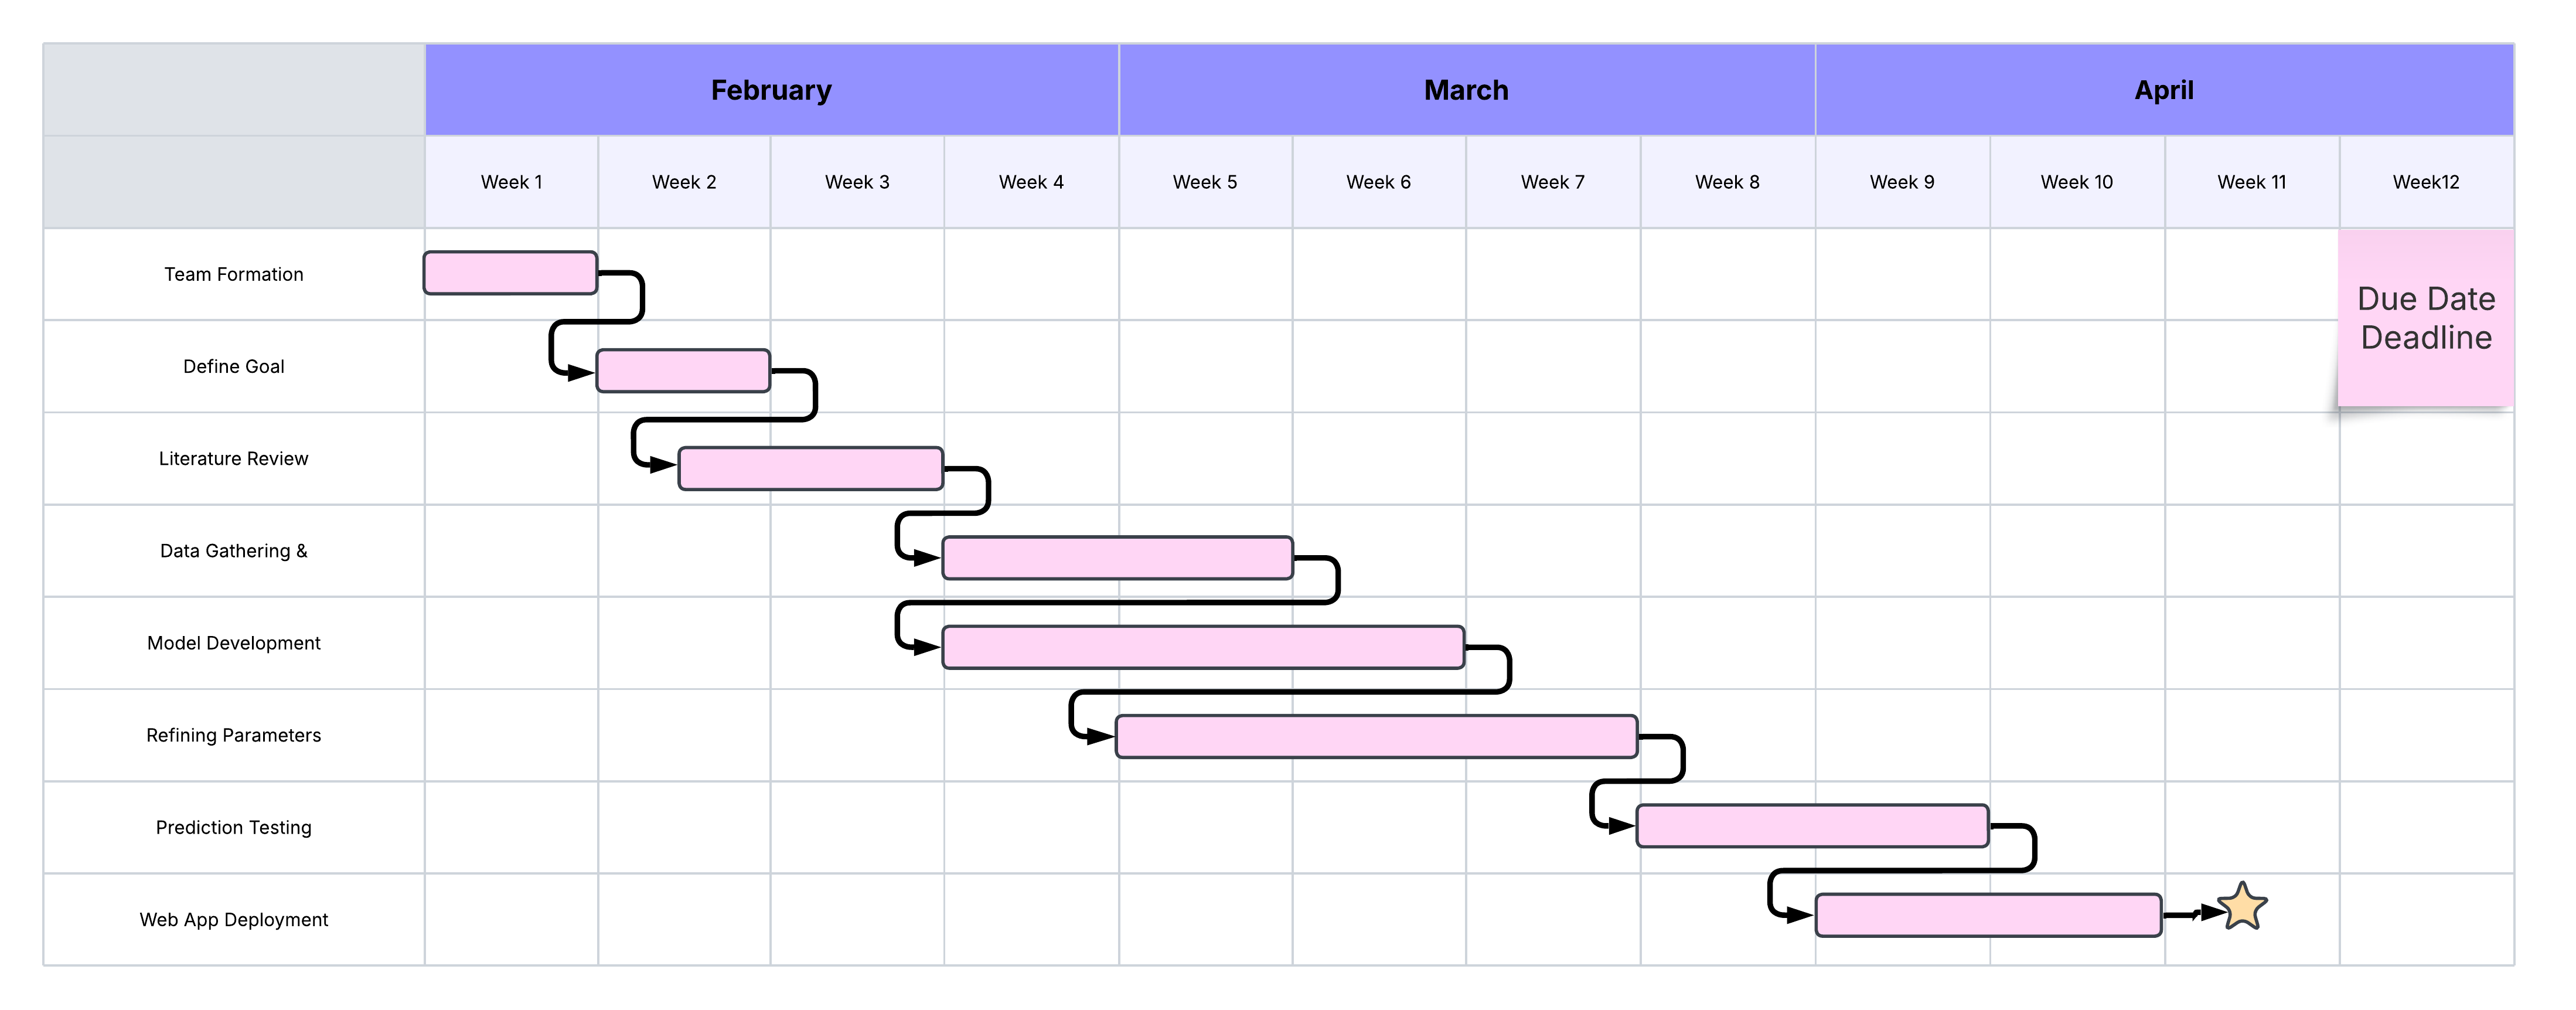 February
March
April
Week 1
Week 2
Week 3
Week 4
Week 5
Week 6
Week 7
Week 8
Week 9
Week 10
Week 11
Week12
Team Formation
Due Date
Deadline
Define Goal
Literature Review
Data Gathering &
Model Development
Refining Parameters
Prediction Testing
Web App Deployment